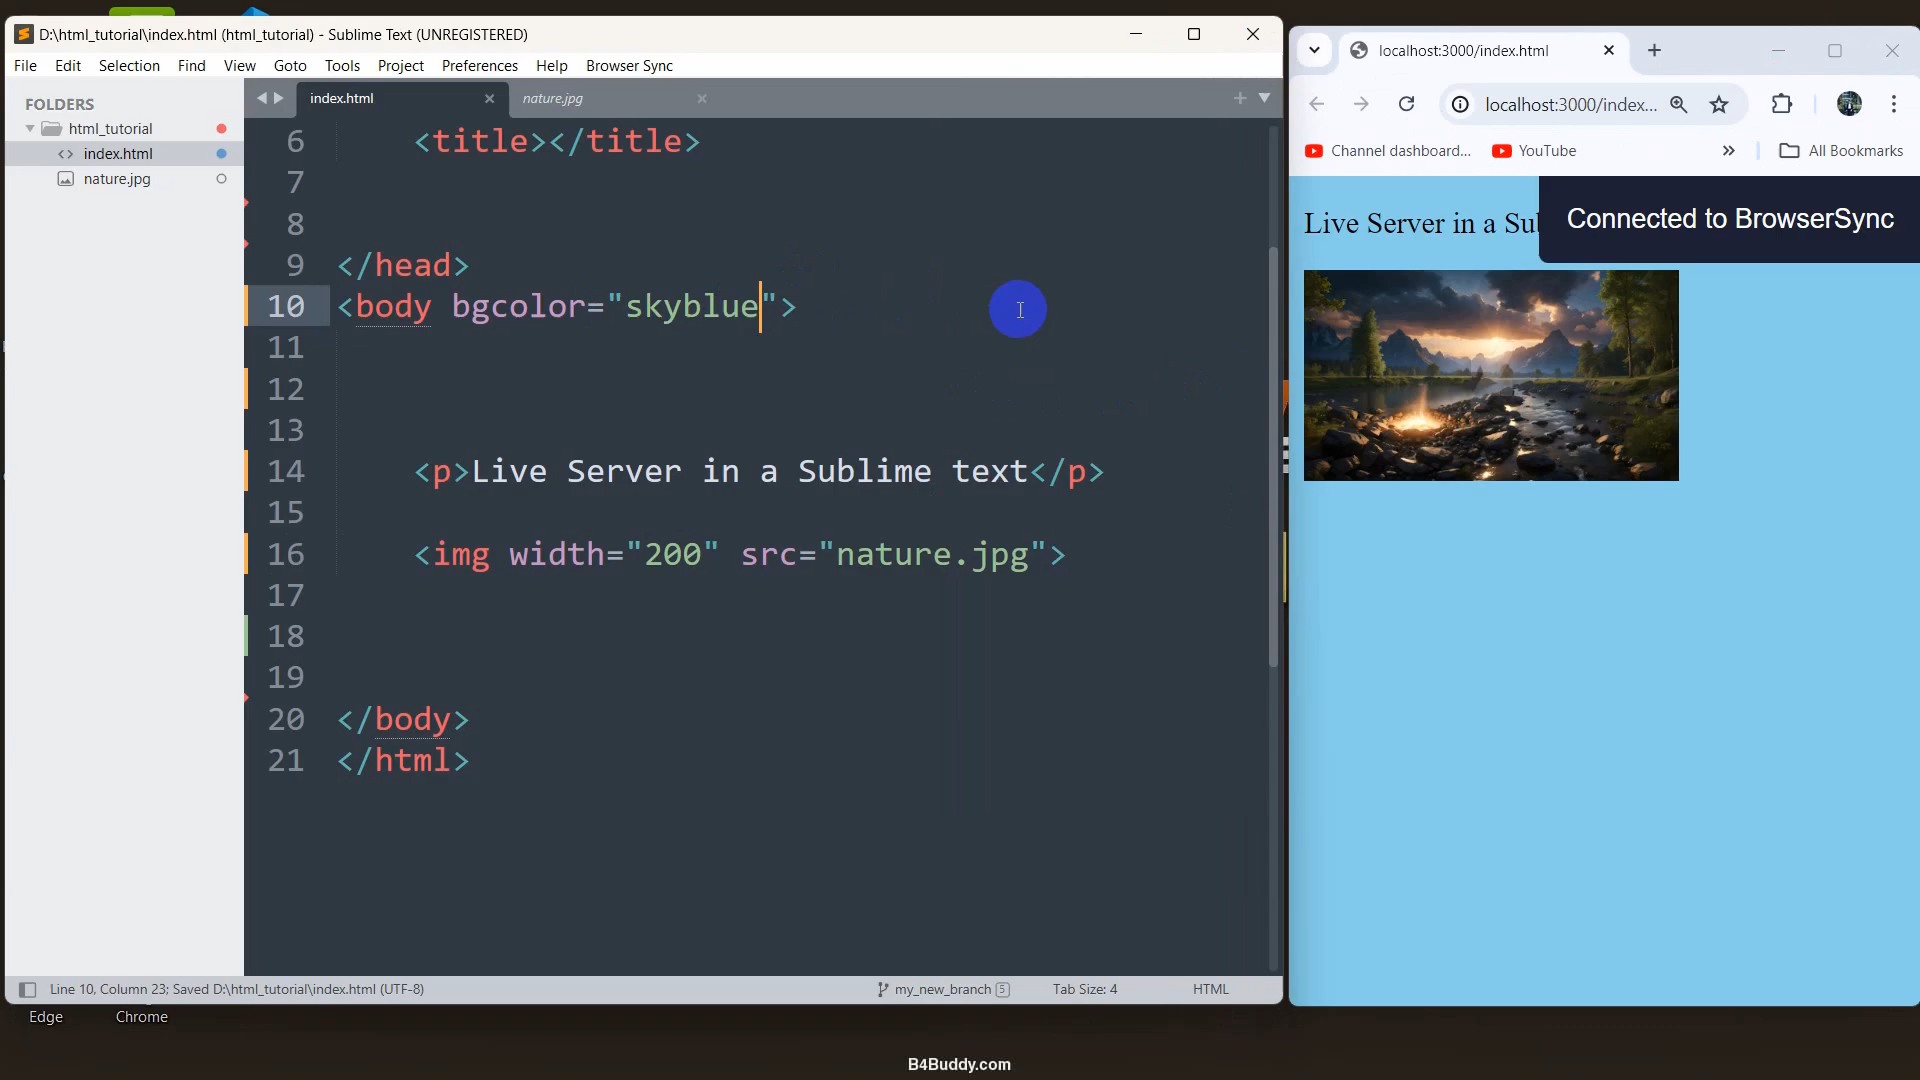 D:\html_tutorial\index.html (html_tutorial) - Sublime Text (UNREGISTERED)
File Edit Selection Find View Goto Tools Project Preferences Help Browser Sync
FOLDERS
html_tutorial
index.html
nature.jpg
index.html nature.jpg
6 <title></title>
7
8
9 </head>
10 <body bgcolor="skyblue">
11
12
13
14 <p>Live Server in a Sublime text</p>
15
16 <img width="200" src="nature.jpg">
17
18
19
20 </body>
21 </html>
Line 10, Column 23; Saved D:\html_tutorial\index.html (UTF-8) my_new_branch 5 Tab Size: 4 HTML
localhost:3000/index.html
localhost:3000/index...
Channel dashboard... YouTube All Bookmarks
Live Server in a Su
Connected to BrowserSync
Edge Chrome
B4Buddy.com